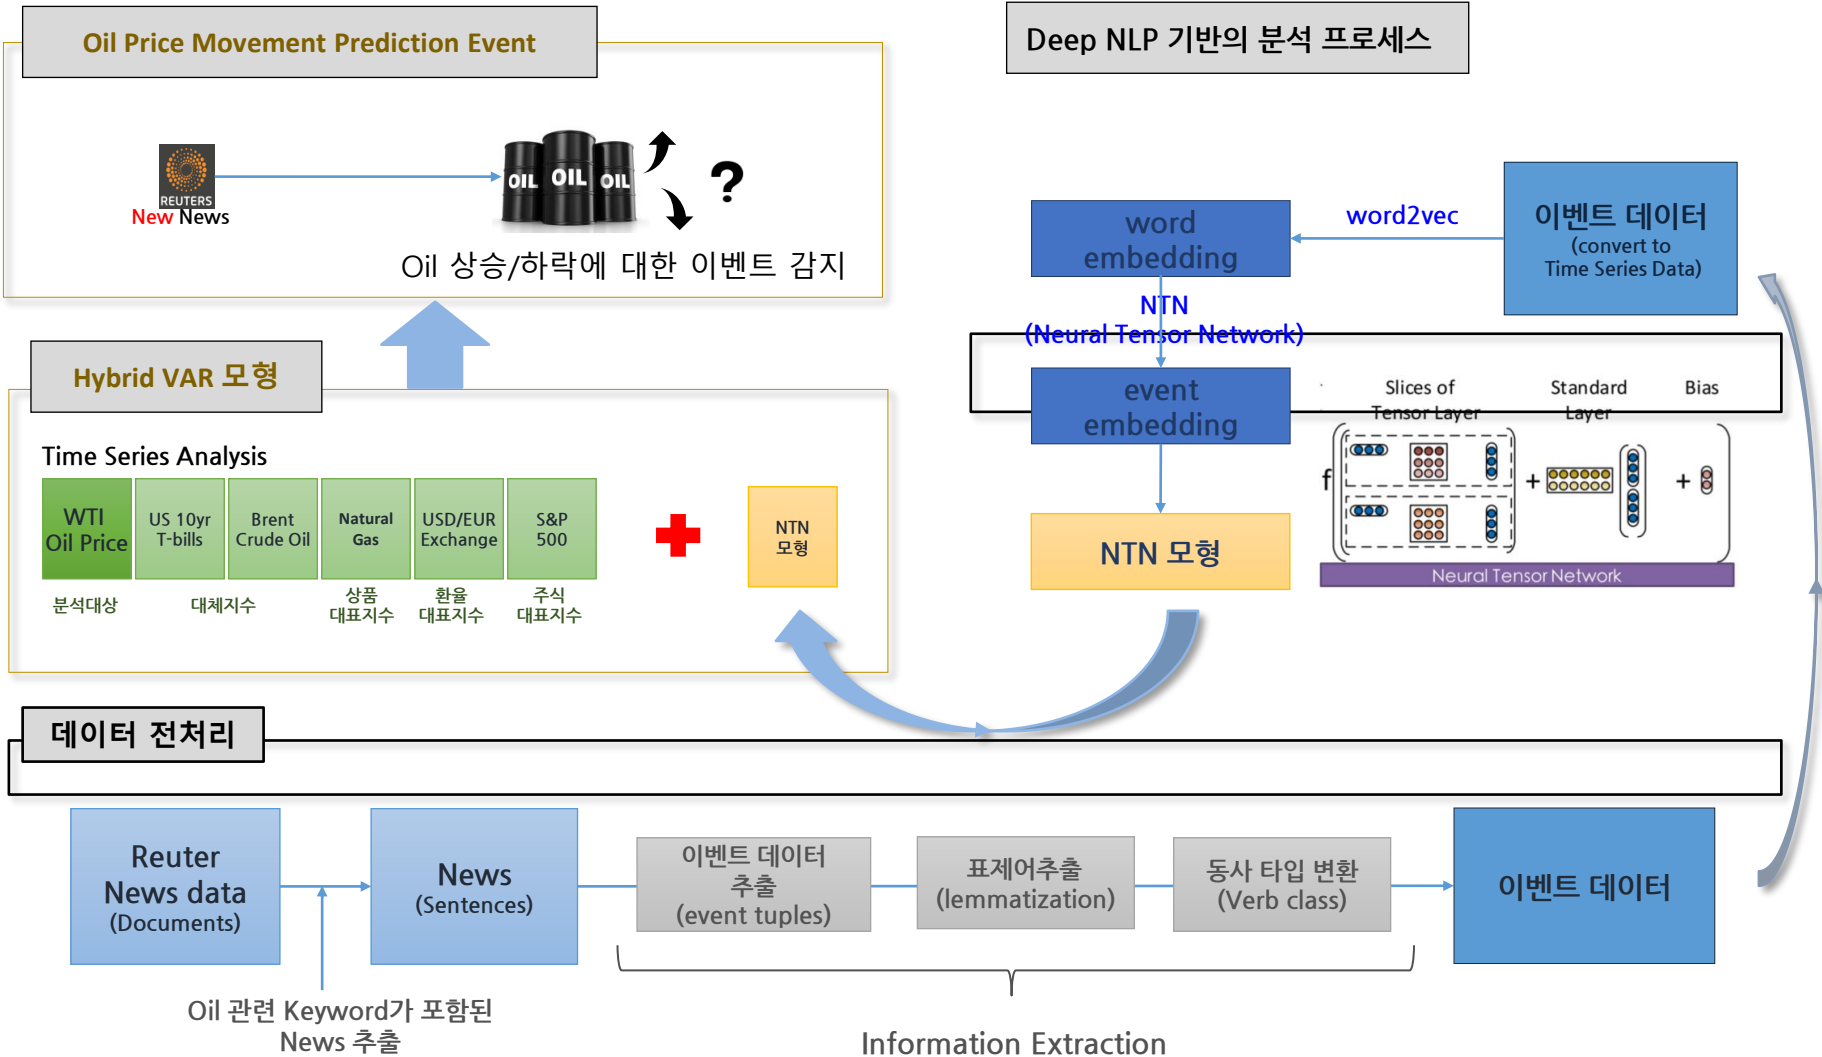 Oil Price Movement Prediction Event
REUTERS
New News
OIL
OIL
OIL
?
Oil 상승/하락에 대한 이벤트 감지
Hybrid VAR 모형
Time Series Analysis
WTI
Oil Price
US 10yr
T-bills
Brent
Crude Oil
Natural
Gas
USD/EUR
Exchange
S&P
500
NTN
모형
분석대상
대체지수
상품
대표지수
환율
대표지수
주식
대표지수
Deep NLP 기반의 분석 프로세스
이벤트 데이터
(convert to
Time Series Data)
word2vec
word
embedding
NTN
(Neural Tensor Network)
event
embedding
NTN 모형
Slices of
Tensor Layer
Standard
Layer
Bias
f
+
+
Neural Tensor Network
데이터 전처리
Reuter
News data
(Documents)
News
(Sentences)
이벤트 데이터
추출
(event tuples)
표제어추출
(lemmatization)
동사 타입 변환
(Verb class)
이벤트 데이터
Oil 관련 Keyword가 포함된
News 추출
Information Extraction